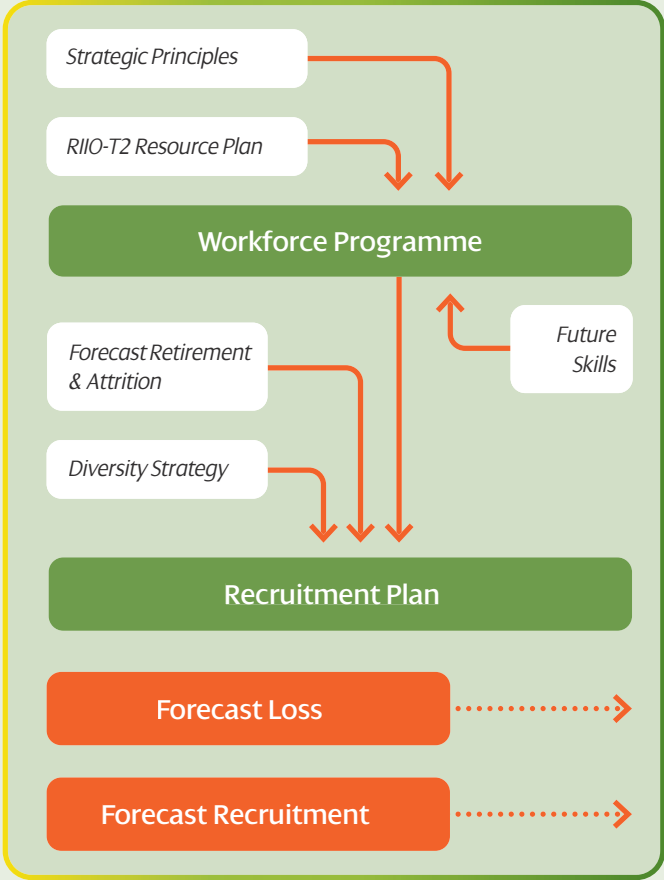 Strategic Principles
RIIO-T2 Resource Plan
Workforce Programme
Future
Skills
Forecast Retirement
& Attrition
Diversity Strategy
Recruitment Plan
Forecast Loss
Forecast Recruitment